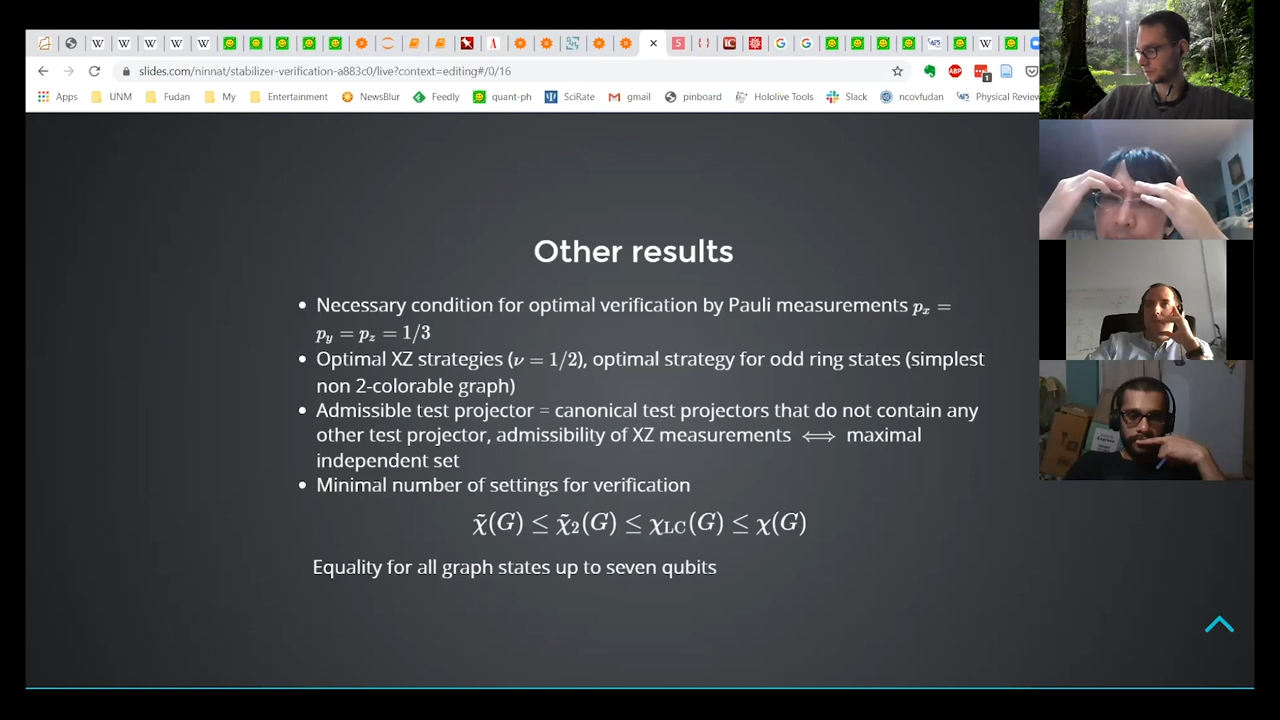 slides.com/ninnat/stabilizer-verification-a883c0/live?context=editing#/0/16
Apps UNM Fudan My Entertainment NewsBlur Feedly quant-ph SciRate gmail pinboard Hololive Tools Slack ncovfudan Physical Review
Other results
• Necessary condition for optimal verification by Pauli measurements pₓ =
p_y = p_z = 1/3
• Optimal XZ strategies (ν = 1/2), optimal strategy for odd ring states (simplest
non 2-colorable graph)
• Admissible test projector = canonical test projectors that do not contain any
other test projector, admissibility of XZ measurements ⟺ maximal
independent set
• Minimal number of settings for verification
χ̃(G) ≤ χ̃₂(G) ≤ χ_LC(G) ≤ χ(G)
Equality for all graph states up to seven qubits